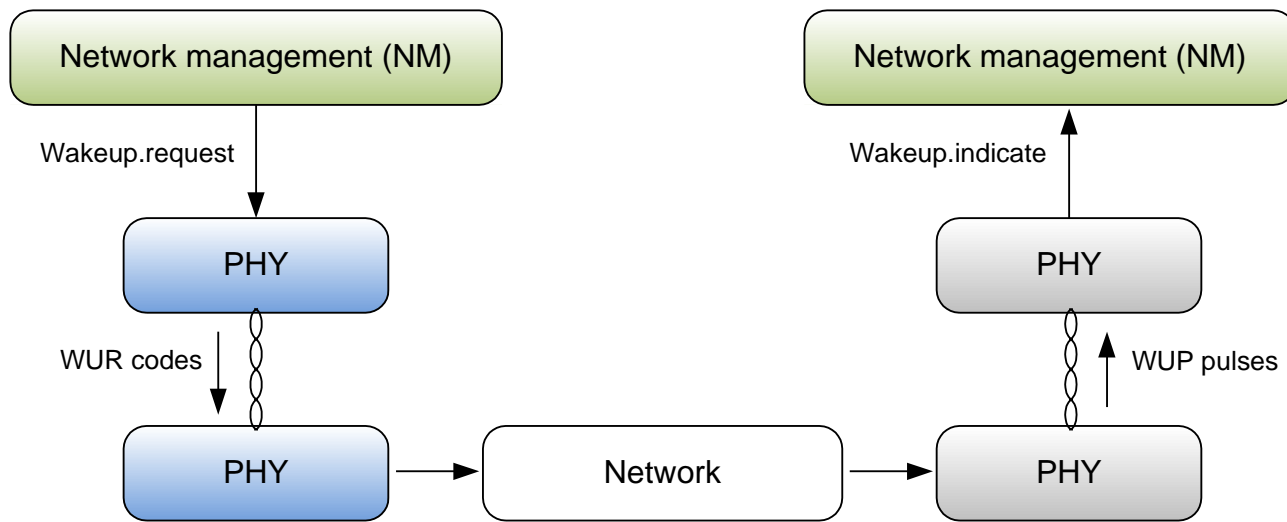 Network management (NM)
Network management (NM)
Wakeup.request
Wakeup.indicate
PHY
PHY
WUR codes
WUP pulses
PHY
Network
PHY